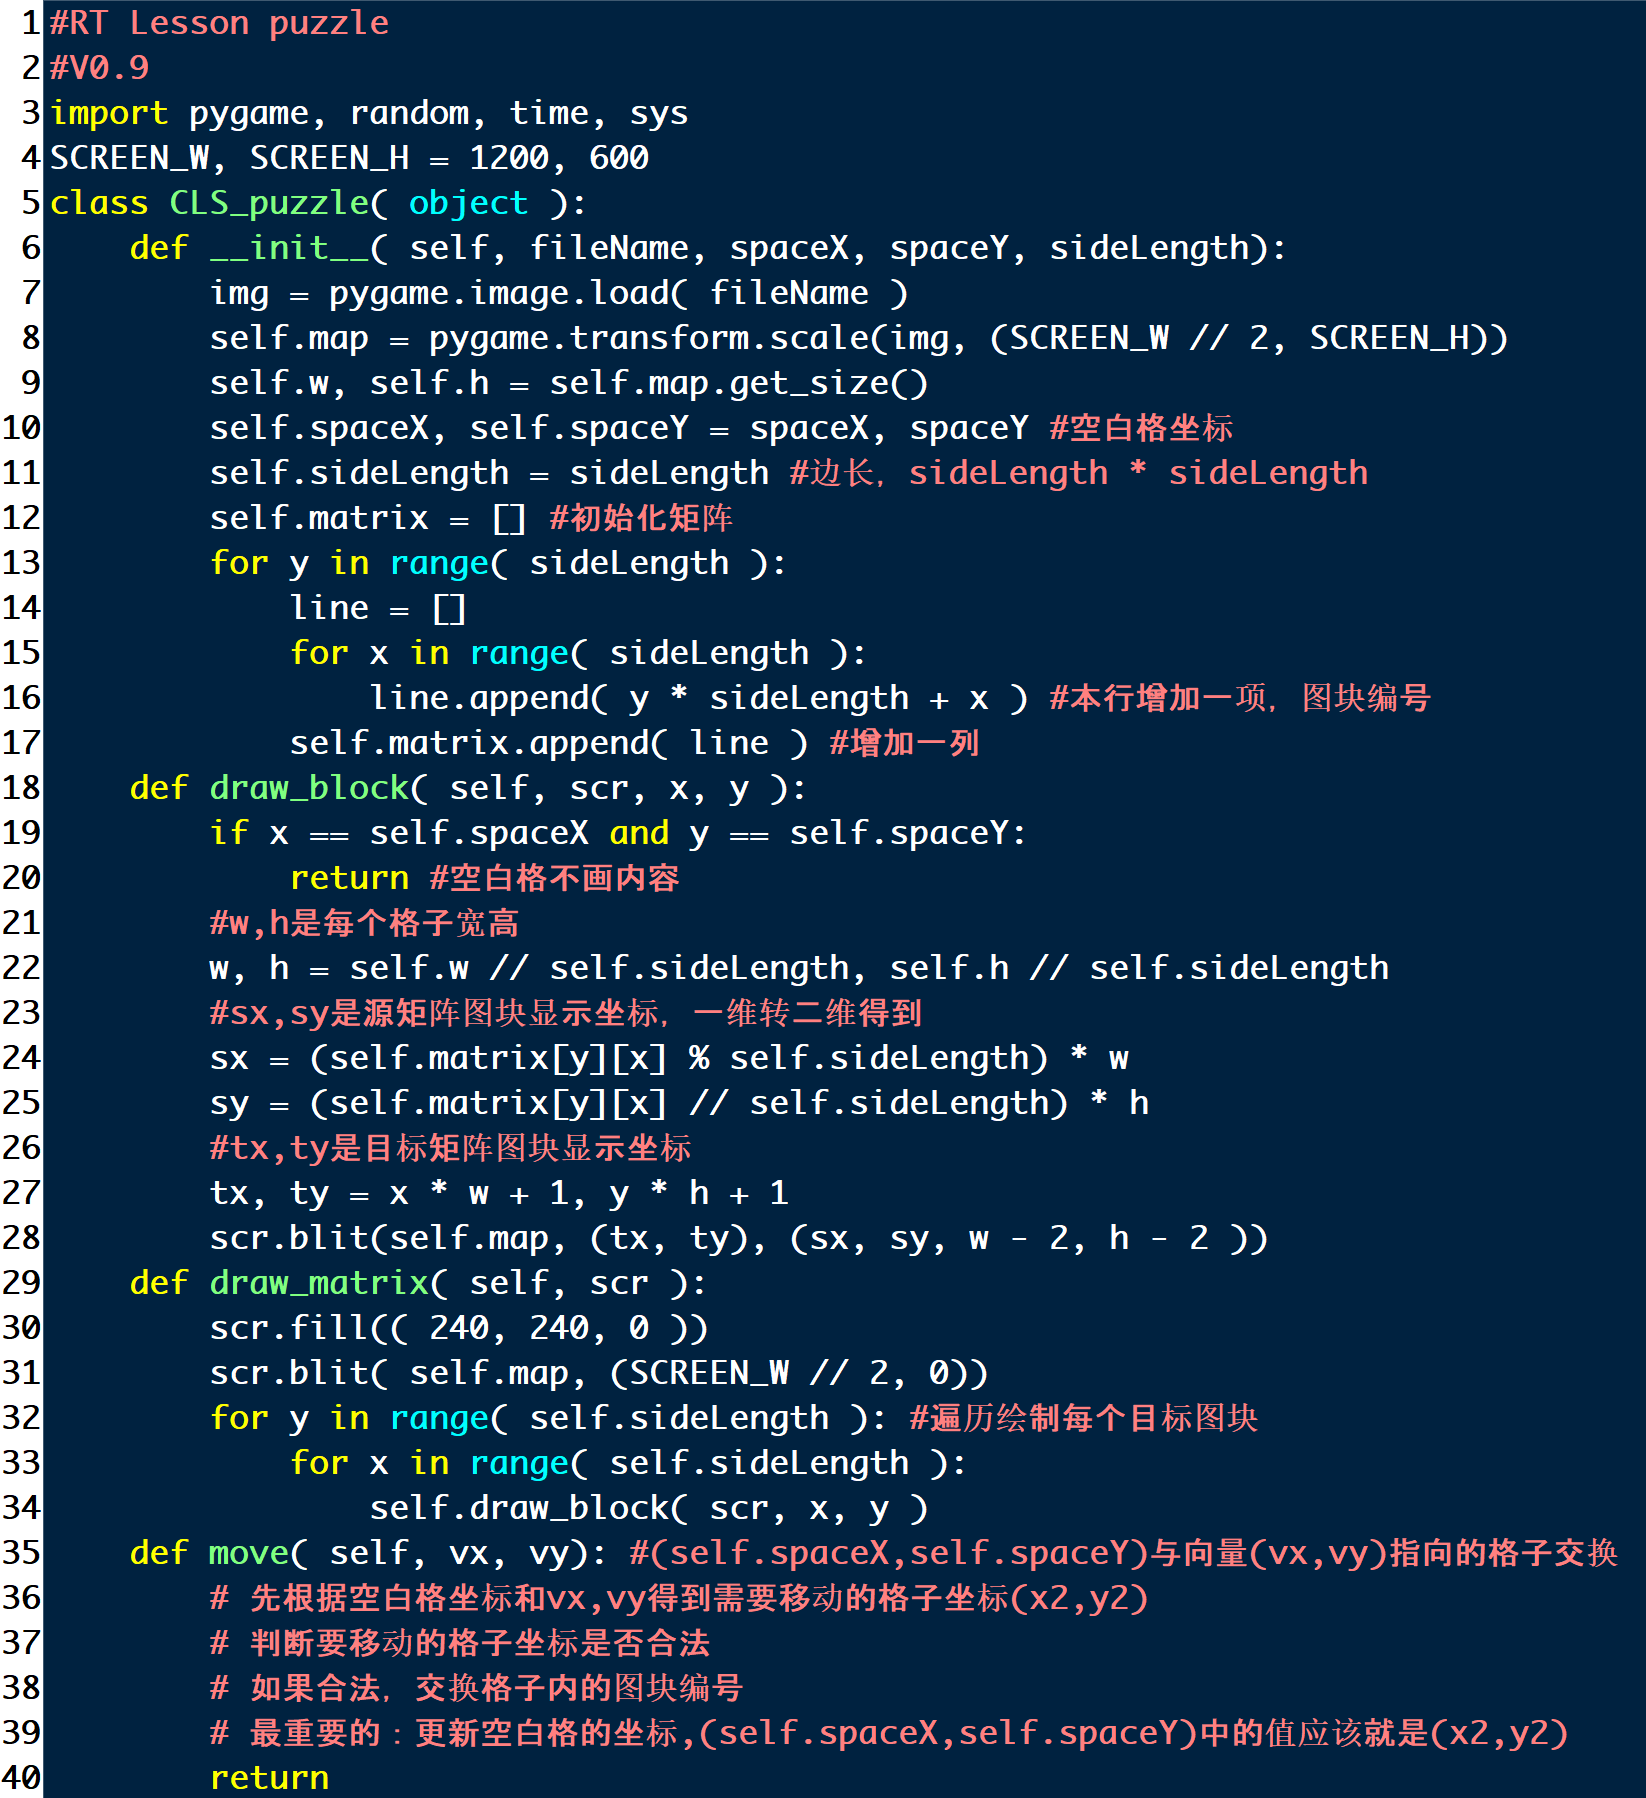 1 #RT Lesson puzzle
2 #V0.9
3 import pygame, random, time, sys
4 SCREEN_W, SCREEN_H = 1200, 600
5 class CLS_puzzle( object ):
6     def __init__( self, fileName, spaceX, spaceY, sideLength):
7         img = pygame.image.load( fileName )
8         self.map = pygame.transform.scale(img, (SCREEN_W // 2, SCREEN_H))
9         self.w, self.h = self.map.get_size()
10         self.spaceX, self.spaceY = spaceX, spaceY #空白格坐标
11         self.sideLength = sideLength #边长，sideLength * sideLength
12         self.matrix = [] #初始化矩阵
13         for y in range( sideLength ):
14             line = []
15             for x in range( sideLength ):
16                 line.append( y * sideLength + x ) #本行增加一项，图块编号
17             self.matrix.append( line ) #增加一列
18     def draw_block( self, scr, x, y ):
19         if x == self.spaceX and y == self.spaceY:
20             return #空白格不画内容
21         #w,h是每个格子宽高
22         w, h = self.w // self.sideLength, self.h // self.sideLength
23         #sx,sy是源矩阵图块显示坐标，一维转二维得到
24         sx = (self.matrix[y][x] % self.sideLength) * w
25         sy = (self.matrix[y][x] // self.sideLength) * h
26         #tx,ty是目标矩阵图块显示坐标
27         tx, ty = x * w + 1, y * h + 1
28         scr.blit(self.map, (tx, ty), (sx, sy, w - 2, h - 2 ))
29     def draw_matrix( self, scr ):
30         scr.fill(( 240, 240, 0 ))
31         scr.blit( self.map, (SCREEN_W // 2, 0))
32         for y in range( self.sideLength ): #遍历绘制每个目标图块
33             for x in range( self.sideLength ):
34                 self.draw_block( scr, x, y )
35     def move( self, vx, vy): #(self.spaceX,self.spaceY)与向量(vx,vy)指向的格子交换
36         # 先根据空白格坐标和vx,vy得到需要移动的格子坐标(x2,y2)
37         # 判断要移动的格子坐标是否合法
38         # 如果合法，交换格子内的图块编号
39         # 最重要的：更新空白格的坐标,(self.spaceX,self.spaceY)中的值应该就是(x2,y2)
40         return